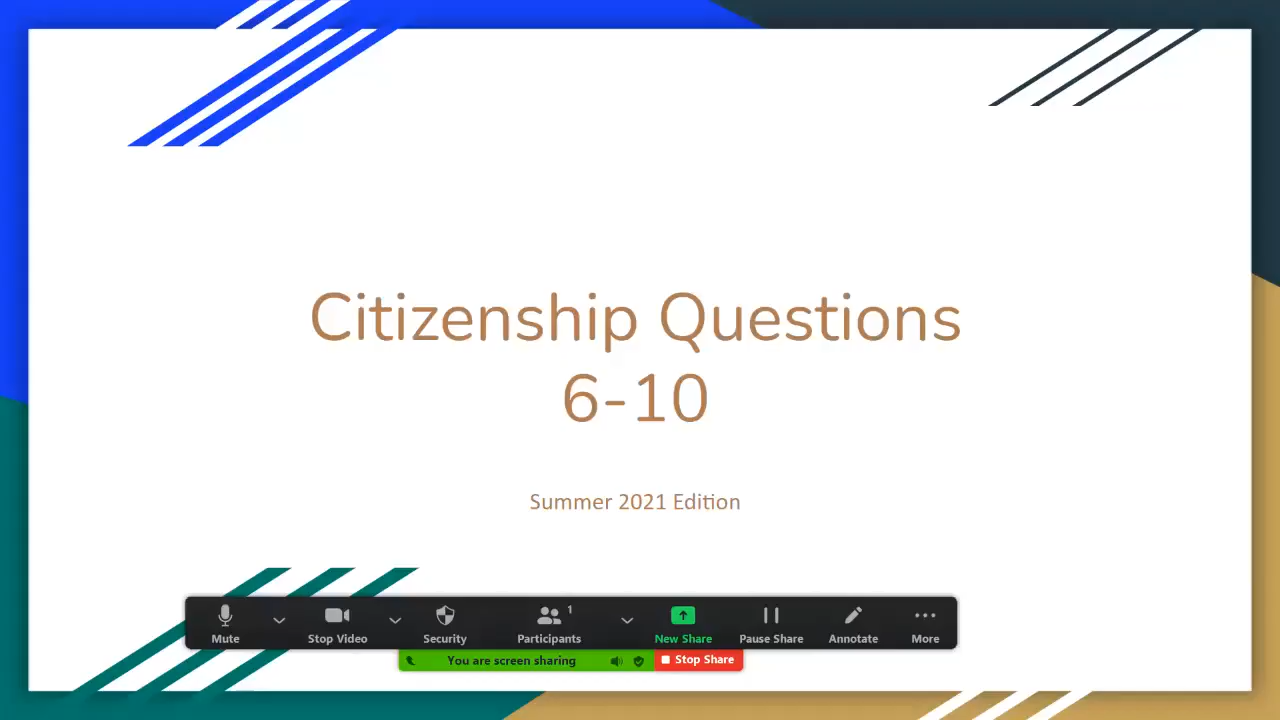 Citizenship Questions
6-10
Summer 2021 Edition
Mute
Stop Video
Security
Participants
1
New Share
Pause Share
Annotate
More
You are screen sharing
Stop Share